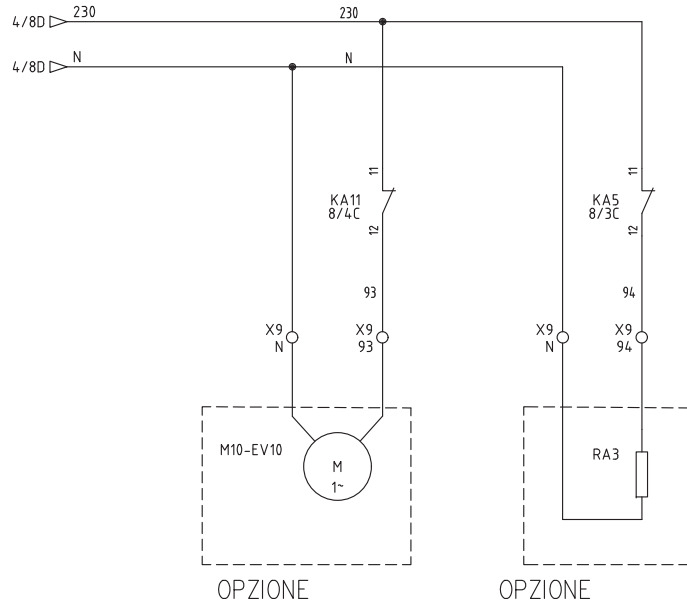 4/8D 230 230
4/8D N N
11 11
KA11 KA5
8/4C 8/3C
12 12
93 94
X9 X9 X9 X9
N 93 N 94
M10-EV10 RA3
M
1~
OPZIONE OPZIONE